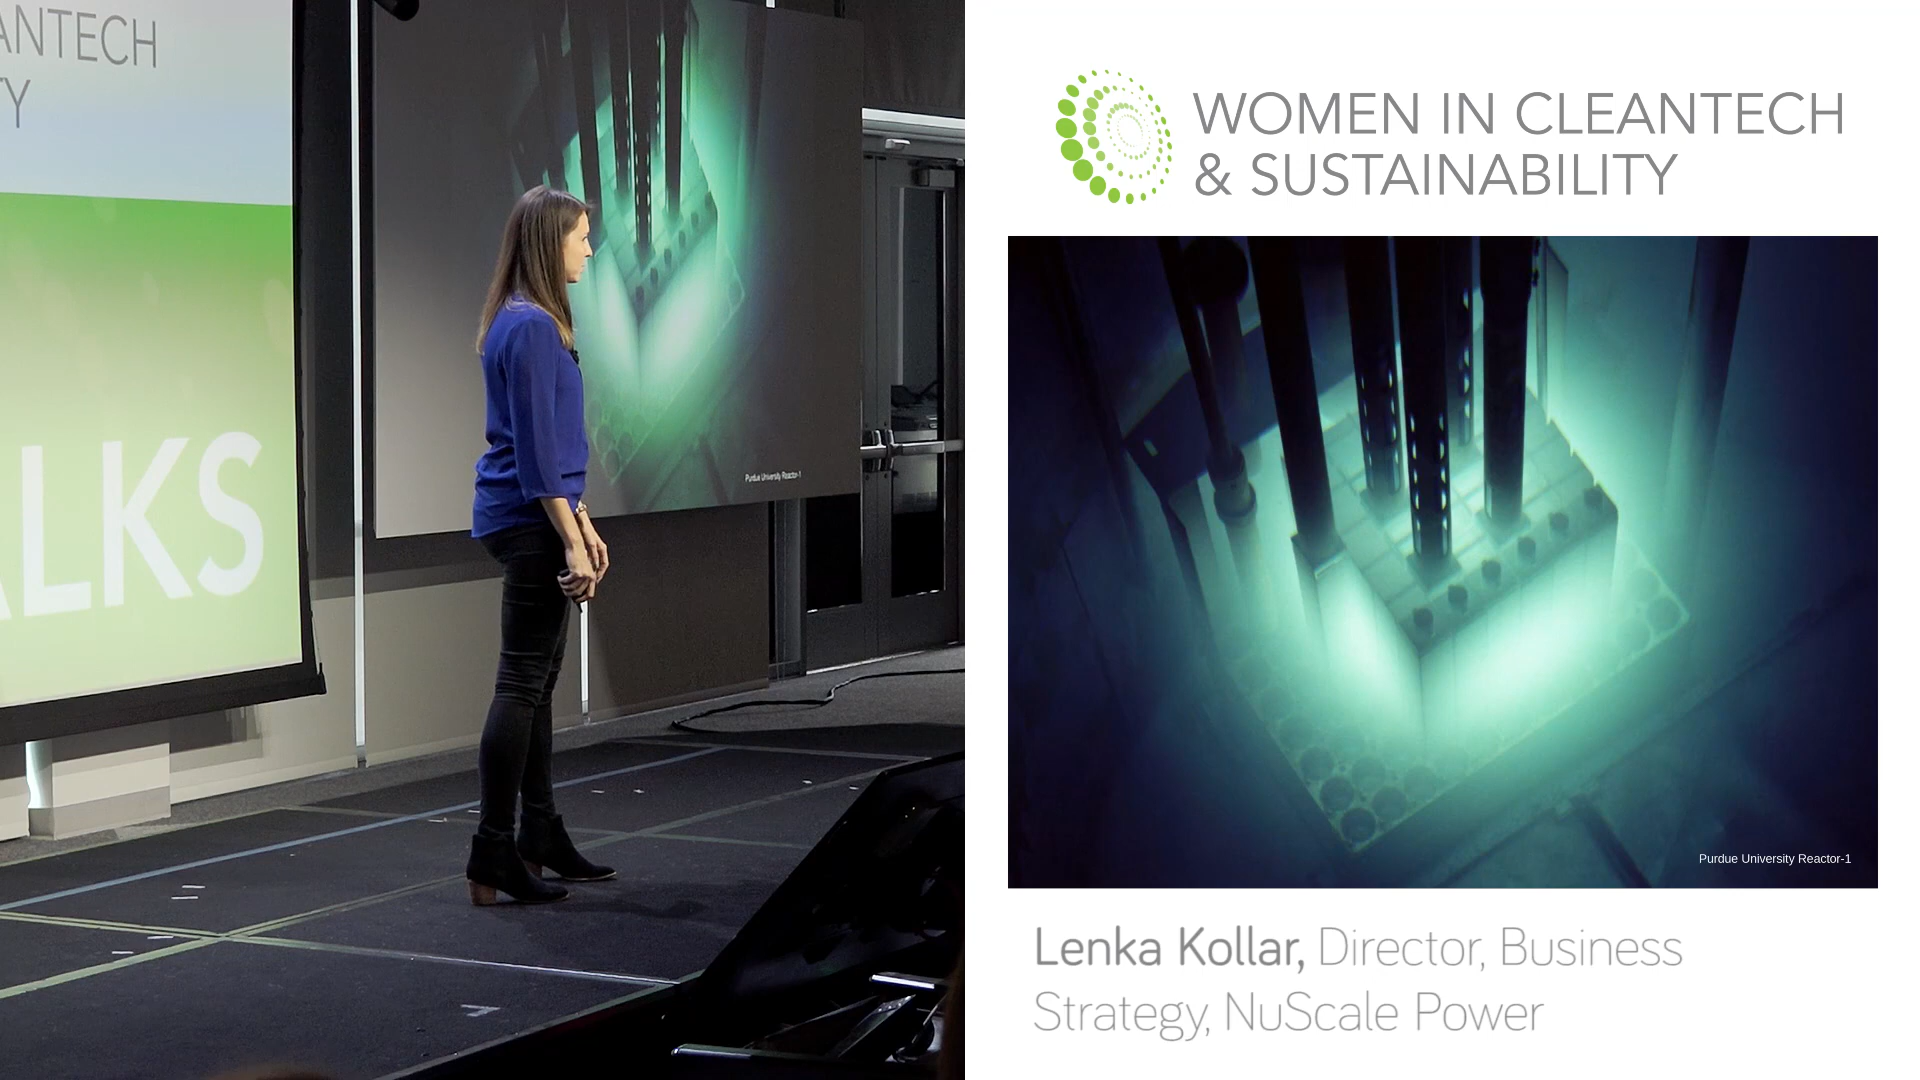 ANTECH
Y
ALKS
Purdue University Reactor-1
WOMEN IN CLEANTECH
& SUSTAINABILITY
Purdue University Reactor-1
Lenka Kollar, Director, Business
Strategy, NuScale Power